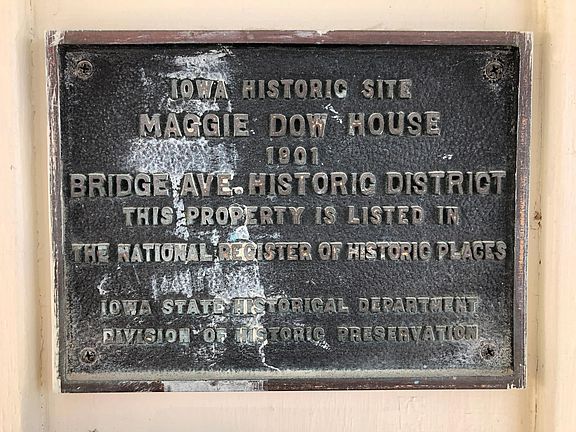 IOWA HISTORIC SITE
MAGGIE DOW HOUSE
1901
BRIDGE AVE. HISTORIC DISTRICT
THIS PROPERTY IS LISTED IN
THE NATIONAL REGISTER OF HISTORIC PLACES
IOWA STATE HISTORICAL DEPARTMENT
DIVISION OF HISTORIC PRESERVATION